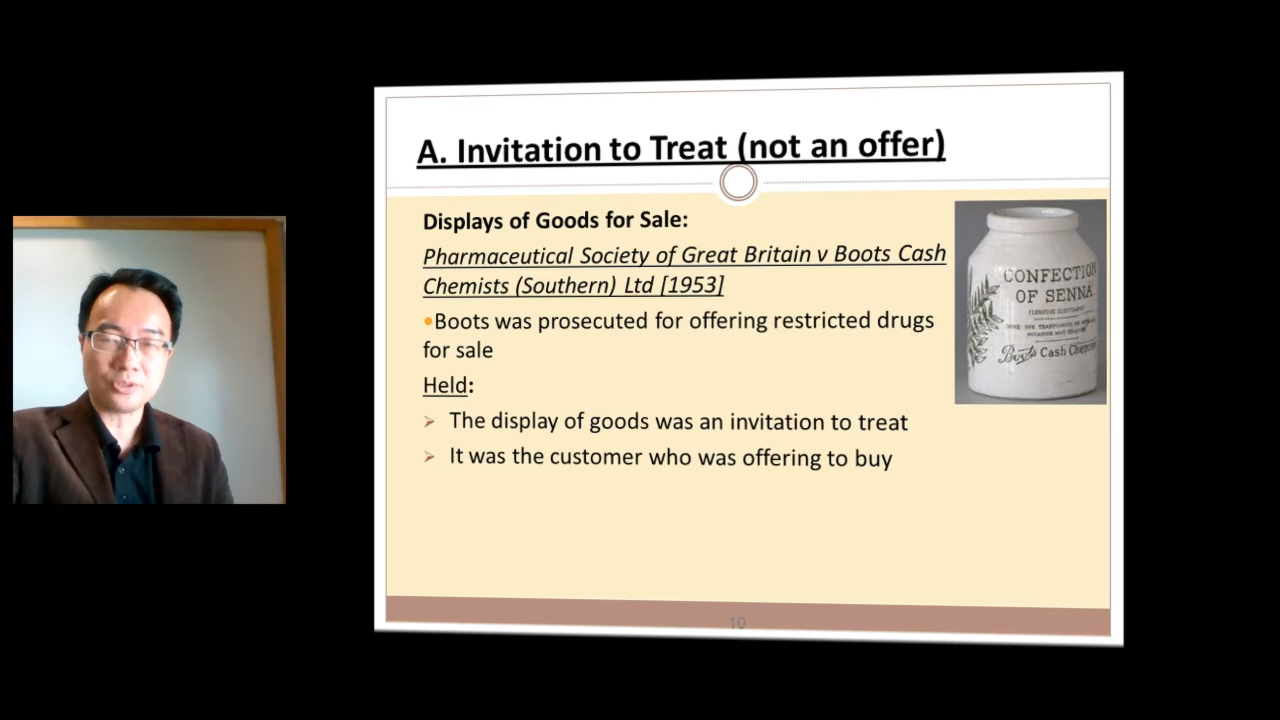 A. Invitation to Treat (not an offer)
Displays of Goods for Sale:
Pharmaceutical Society of Great Britain v Boots Cash
Chemists (Southern) Ltd [1953]
•Boots was prosecuted for offering restricted drugs
for sale
Held:
➢ The display of goods was an invitation to treat
➢ It was the customer who was offering to buy
CONFECTION
OF SENNA
Boots Cash
10